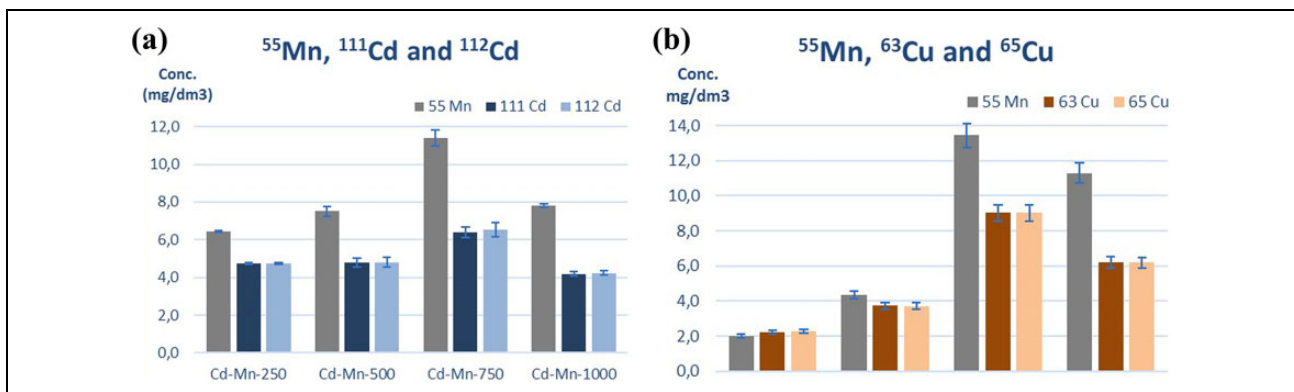 (a)
⁵⁵Mn, ¹¹¹Cd and ¹¹²Cd
Conc.
(mg/dm3)
55 Mn 111 Cd 112 Cd
12,0
10,0
8,0
6,0
4,0
2,0
0,0
Cd-Mn-250 Cd-Mn-500 Cd-Mn-750 Cd-Mn-1000
(b)
⁵⁵Mn, ⁶³Cu and ⁶⁵Cu
Conc.
mg/dm3
55 Mn 63 Cu 65 Cu
14,0
12,0
10,0
8,0
6,0
4,0
2,0
0,0